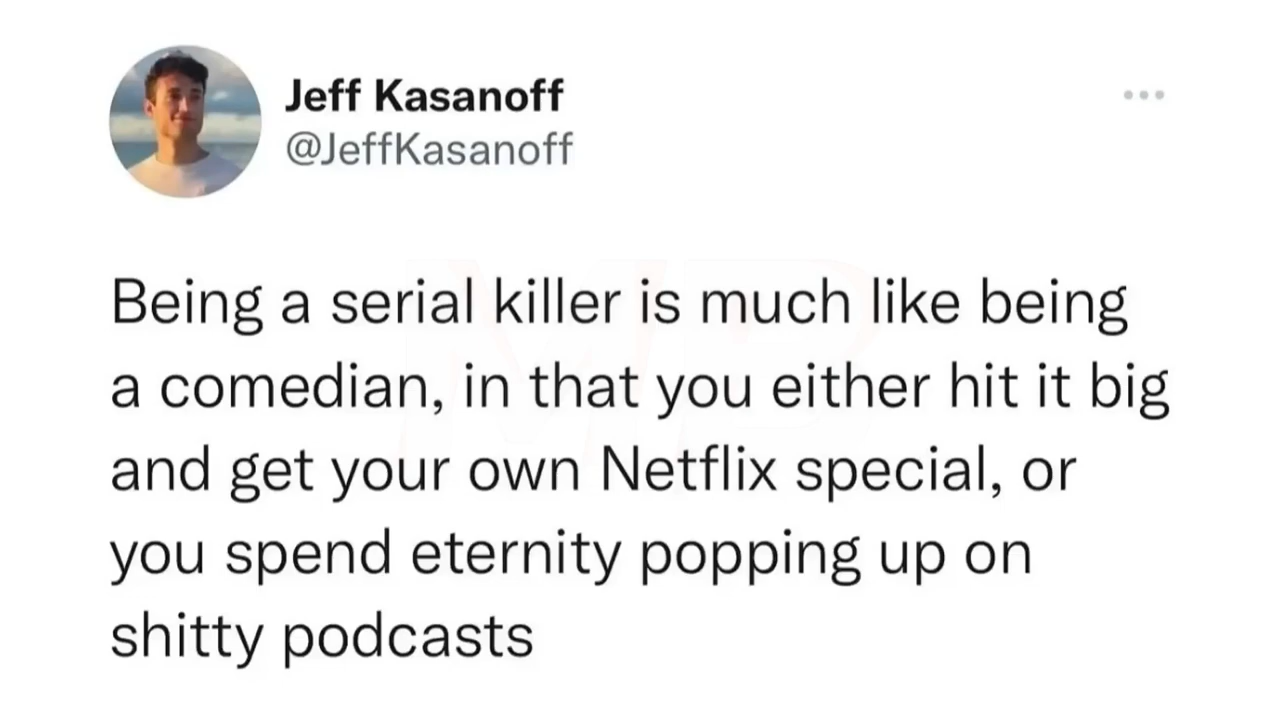 Jeff Kasanoff
@JeffKasanoff
Being a serial killer is much like being
a comedian, in that you either hit it big
and get your own Netflix special, or
you spend eternity popping up on
shitty podcasts